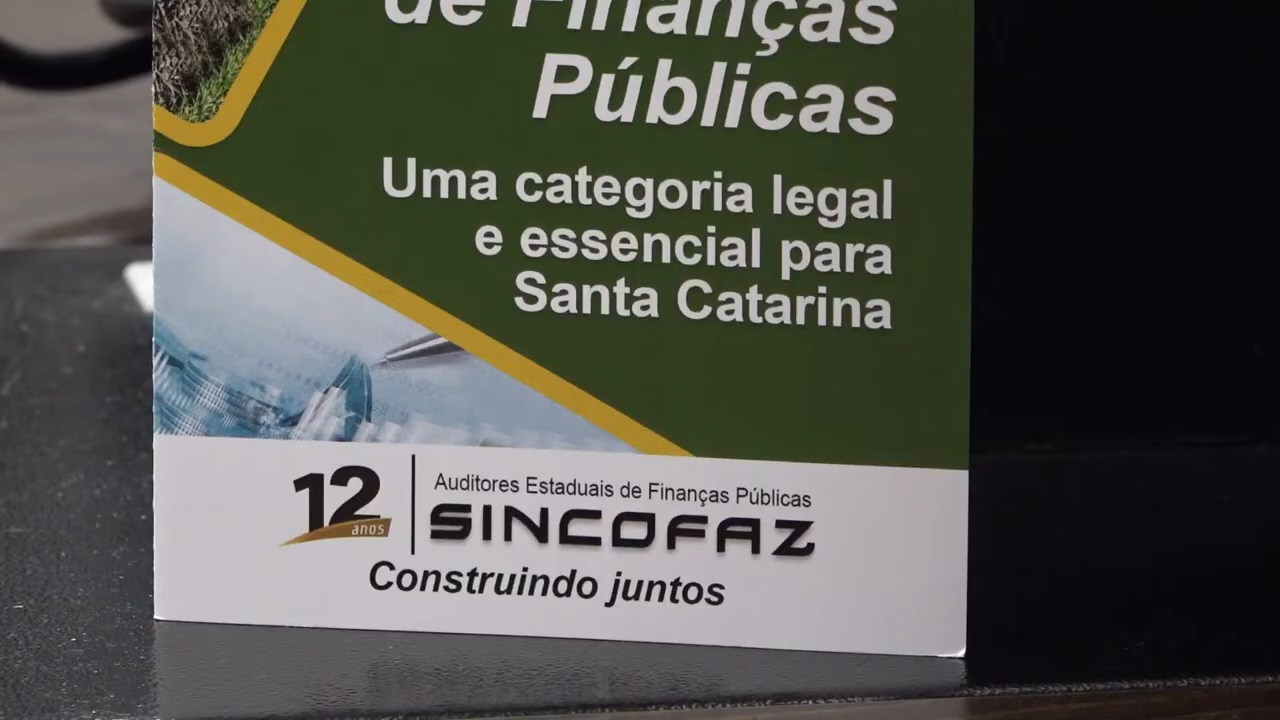 de Finanças
Públicas
Uma categoria legal
e essencial para
Santa Catarina
12
anos
Auditores Estaduais de Finanças Públicas
SINCOFAZ
Construindo juntos